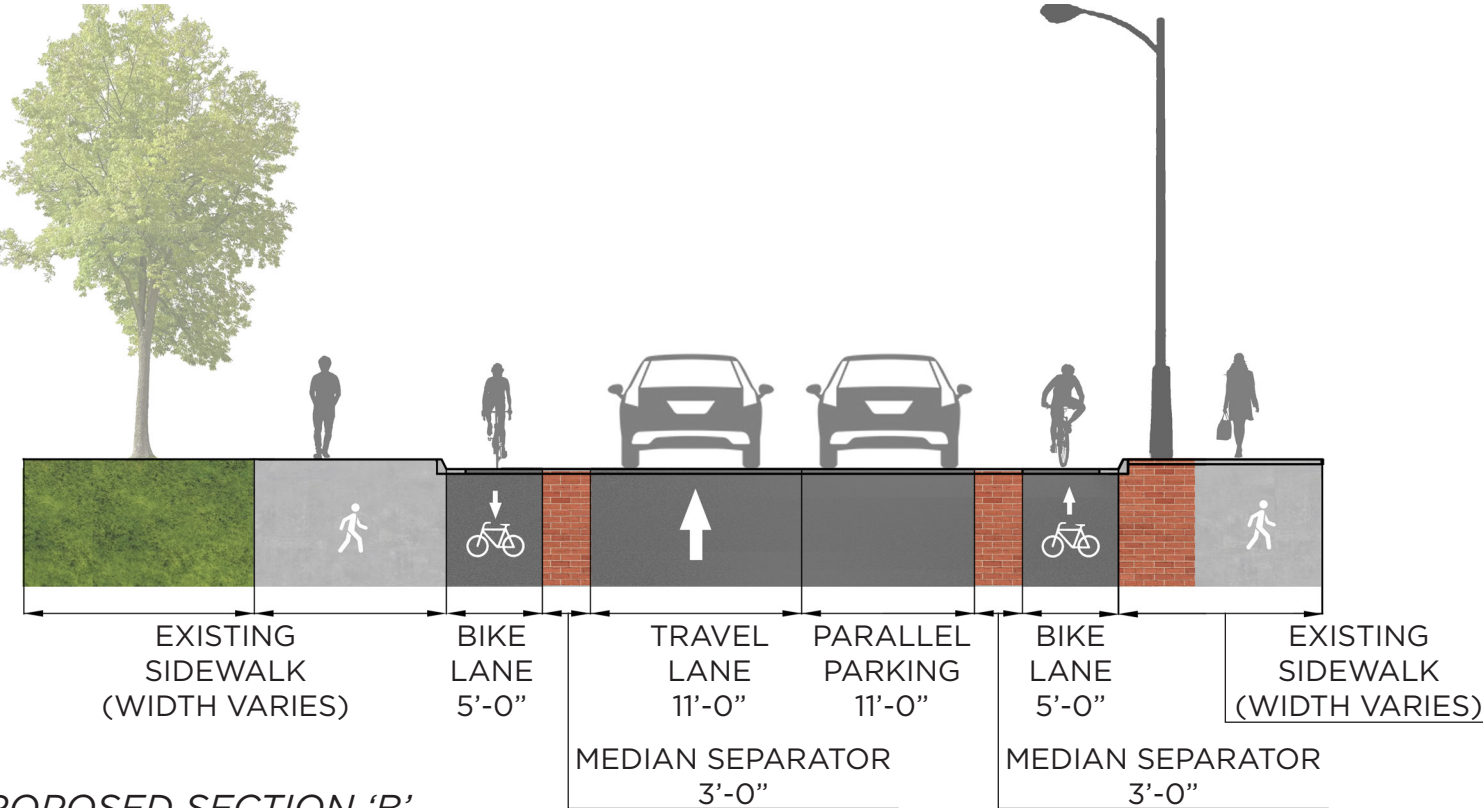 EXISTING
SIDEWALK
(WIDTH VARIES)
BIKE
LANE
5’-0”
TRAVEL
LANE
11’-0”
PARALLEL
PARKING
11’-0”
BIKE
LANE
5’-0”
EXISTING
SIDEWALK
(WIDTH VARIES)
MEDIAN SEPARATOR
3’-0”
MEDIAN SEPARATOR
3’-0”
SECTION ‘B’